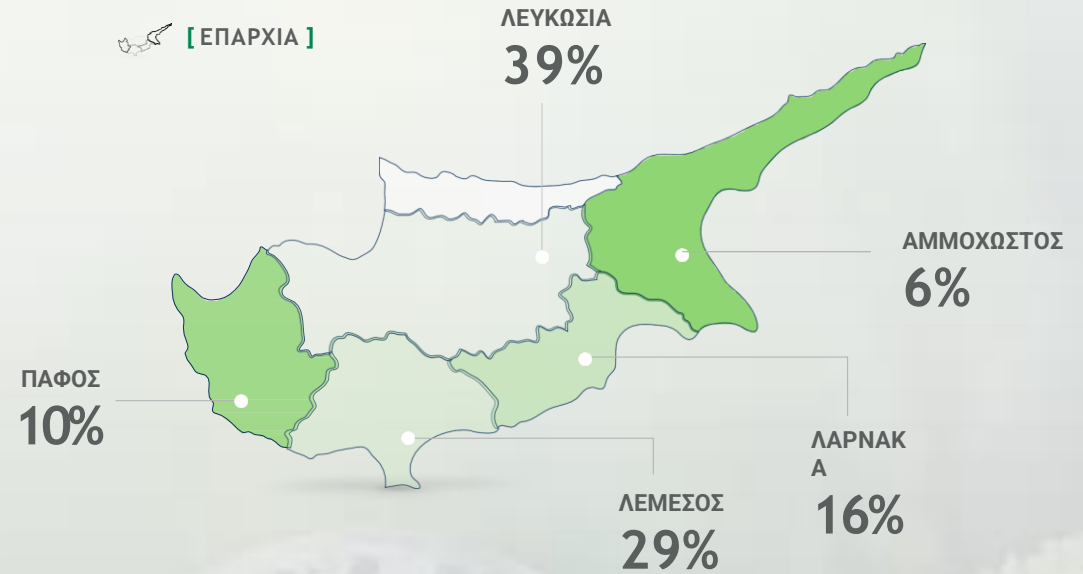 [ ΕΠΑΡΧΙΑ ]
ΛΕΥΚΩΣΙΑ
39%
ΑΜΜΟΧΩΣΤΟΣ
6%
ΠΑΦΟΣ
10%
ΛΑΡΝΑΚ
Α
16%
ΛΕΜΕΣΟΣ
29%